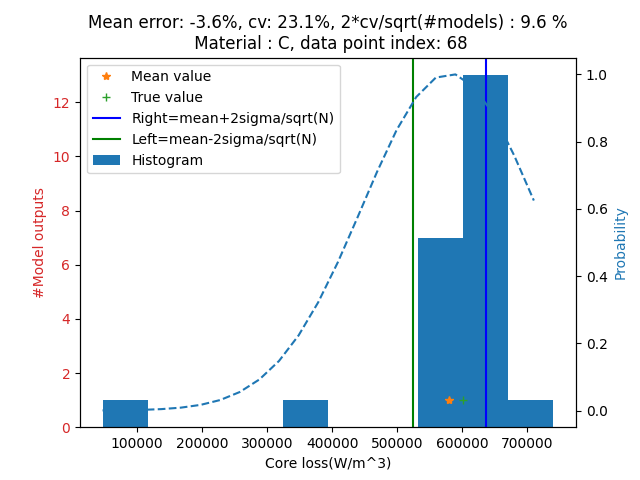 Mean error: -3.6%, cv: 23.1%, 2*cv/sqrt(#models) : 9.6 %
Material : C, data point index: 68
Mean value
True value
Right=mean+2sigma/sqrt(N)
Left=mean-2sigma/sqrt(N)
Histogram
#Model outputs
12
10
8
6
4
2
0
1.0
0.8
0.6
0.4
0.2
0.0
Probability
100000 200000 300000 400000 500000 600000 700000
Core loss(W/m^3)